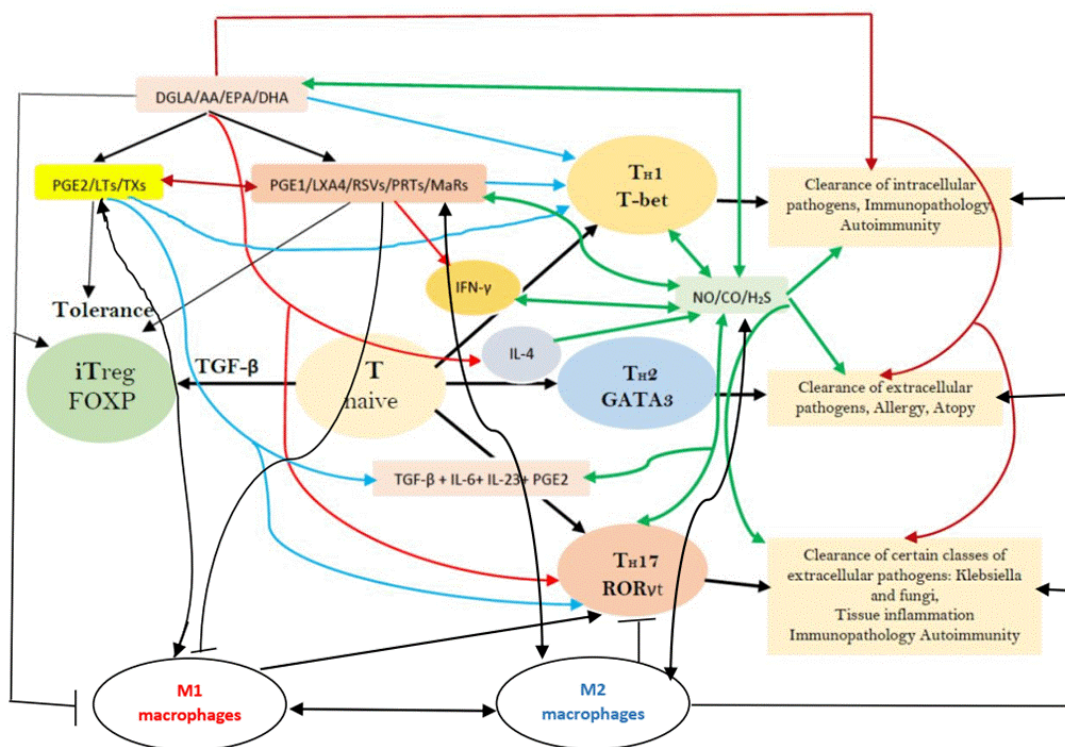 DGLA/AA/EPA/DHA
PGE2/LTs/TXs
PGE1/LXA4/RSVs/PRTs/MaRs
TH1
T-bet
Clearance of intracellular
pathogens, Immunopathology
Autoimmunity
IFN-γ
NO/CO/H₂S
Tolerance
iTreg
FOXP
TGF-β
T
naive
IL-4
TH2
GATA3
Clearance of extracellular
pathogens, Allergy, Atopy
TGF-β + IL-6+ IL-23+ PGE2
TH17
RORγt
Clearance of certain classes of
extracellular pathogens: Klebsiella
and fungi,
Tissue inflammation
Immunopathology Autoimmunity
M1
macrophages
M2
macrophages